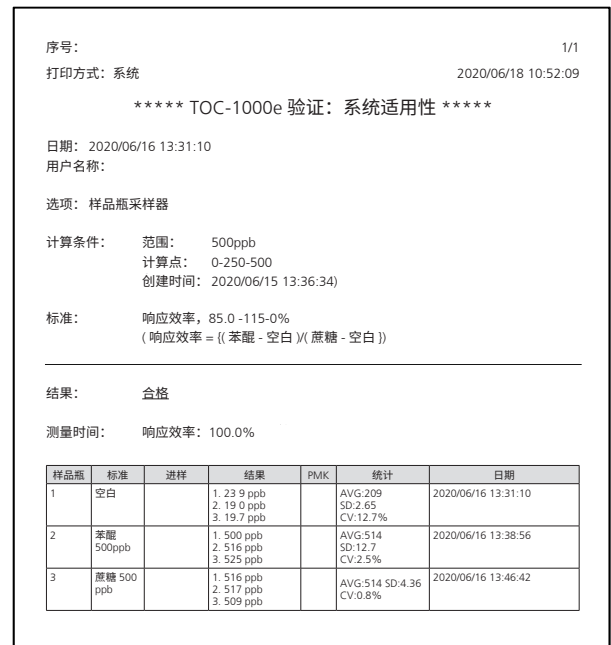 序号： 1/1
打印方式：系统 2020/06/18 10:52:09
***** TOC-1000e 验证：系统适用性 *****
日期： 2020/06/16 13:31:10
用户名称：
选项： 样品瓶采样器
计算条件： 范围： 500ppb
计算点： 0-250-500
创建时间： 2020/06/15 13:36:34)
标准： 响应效率，85.0 -115-0%
( 响应效率 = {( 苯醌 - 空白 )/( 蔗糖 - 空白 })
结果： 合格
测量时间： 响应效率：100.0%
样品瓶 标准 进样 结果 PMK 统计 日期
1 空白 1. 23 9 ppb AVG:209 2020/06/16 13:31:10
2. 19 0 ppb SD:2.65
3. 19.7 ppb CV:12.7%
2 苯醌 1. 500 ppb AVG:514 2020/06/16 13:38:56
500ppb 2. 516 ppb SD:12.7
3. 525 ppb CV:2.5%
3 蔗糖 500 1. 516 ppb AVG:514 SD:4.36 2020/06/16 13:46:42
ppb 2. 517 ppb CV:0.8%
3. 509 ppb